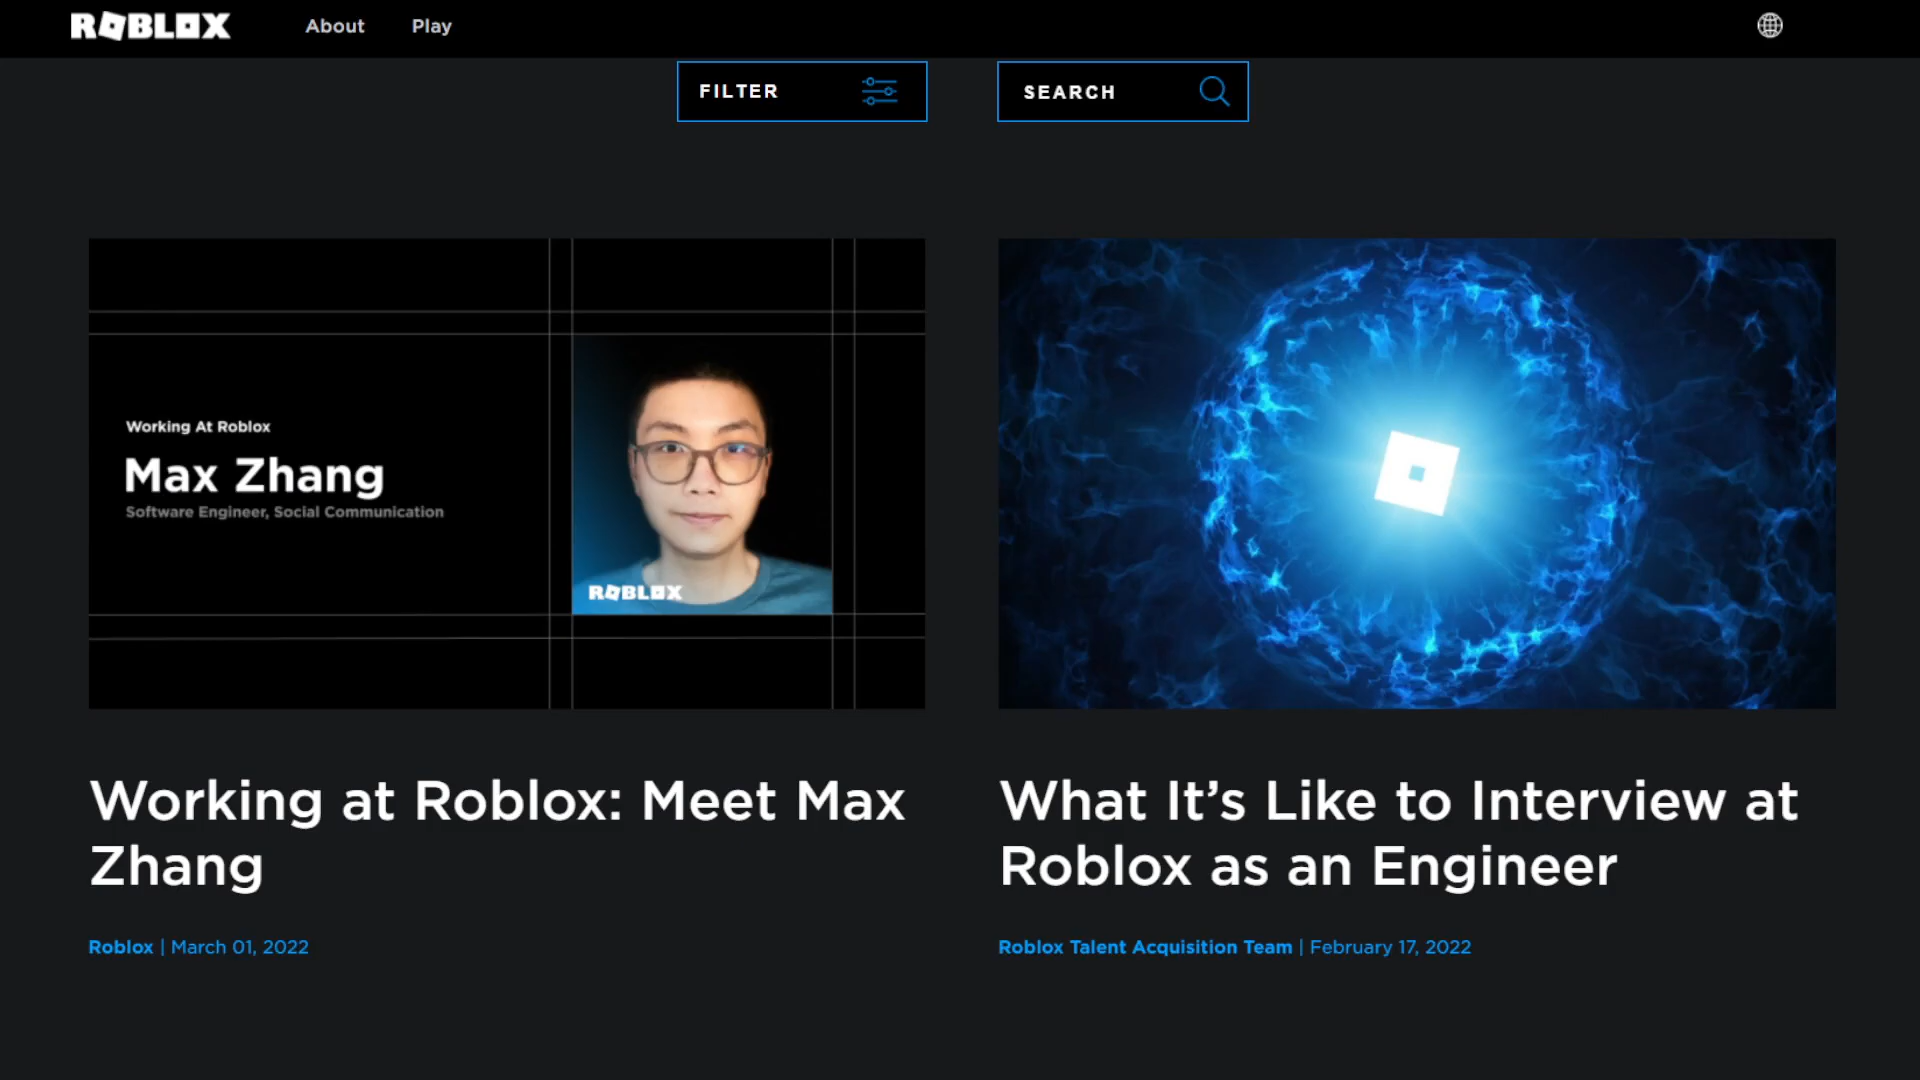 ROBLOX About Play
FILTER SEARCH
Working At Roblox
Max Zhang
Software Engineer, Social Communication
ROBLOX
Working at Roblox: Meet Max
Zhang
Roblox | March 01, 2022
What It’s Like to Interview at
Roblox as an Engineer
Roblox Talent Acquisition Team | February 17, 2022